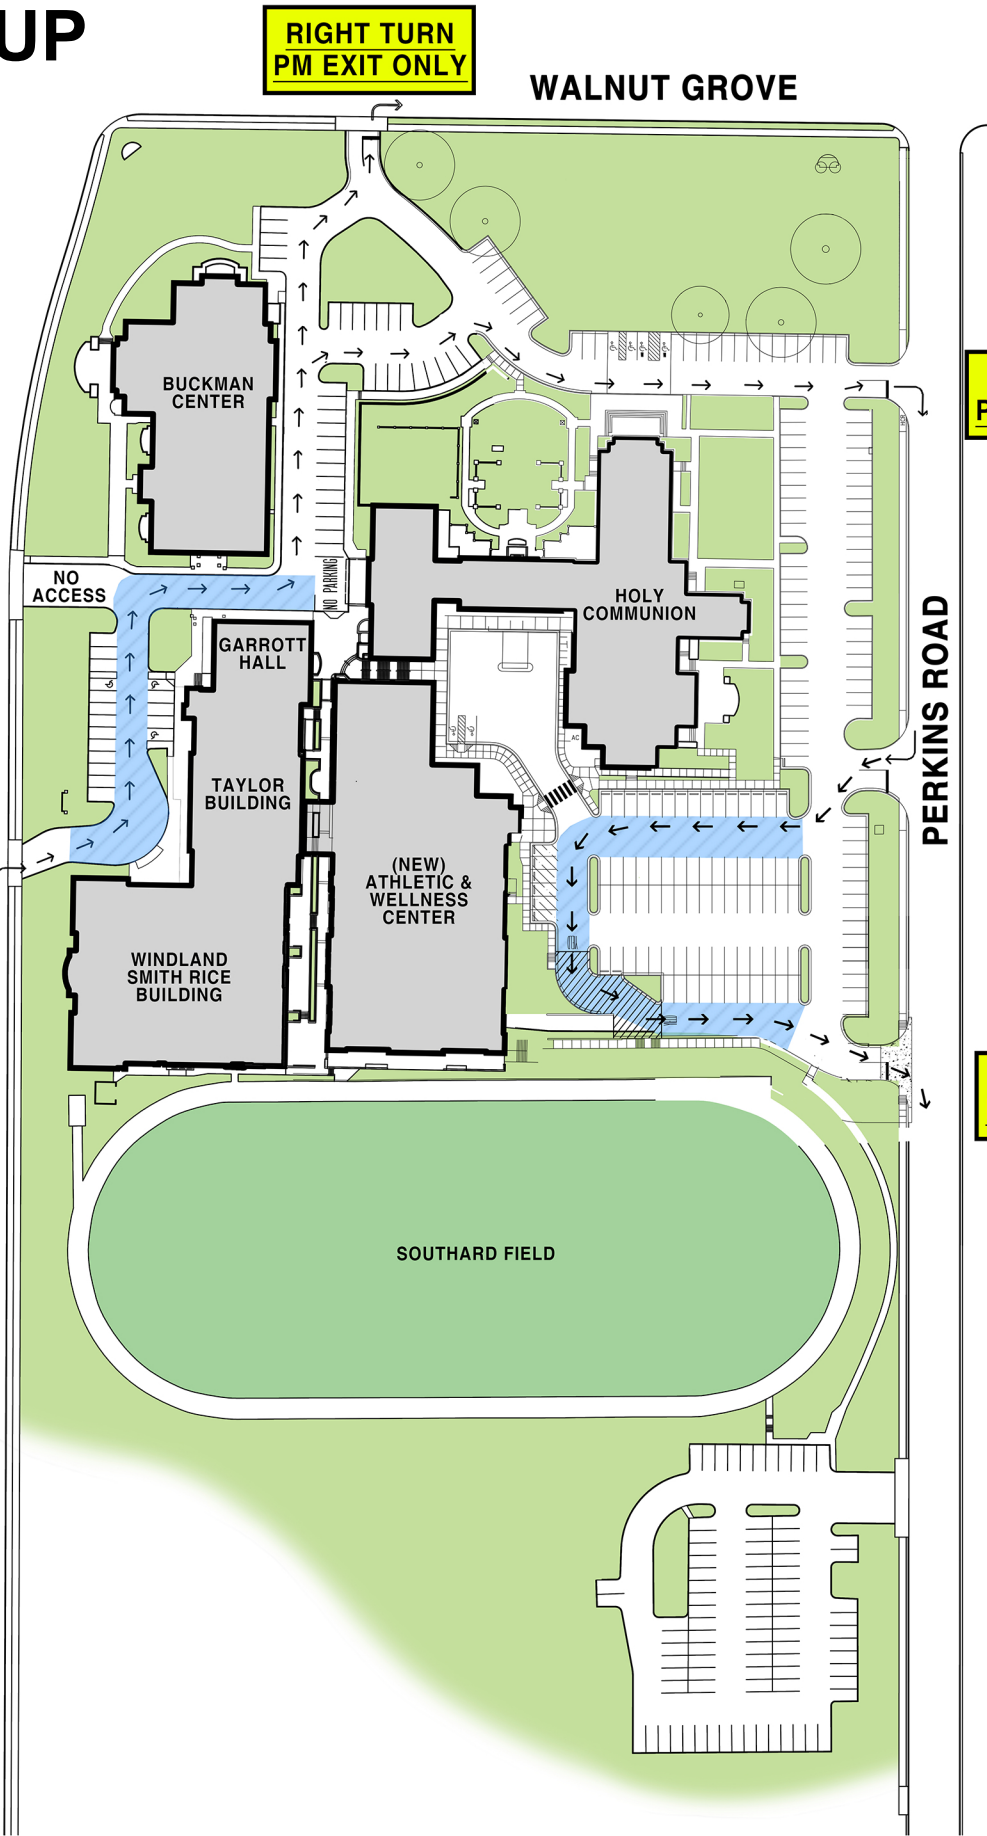 UP
RIGHT TURN
PM EXIT ONLY
WALNUT GROVE
P
BUCKMAN
CENTER
NO
ACCESS
NO PARKING
HOLY
COMMUNION
GARROTT
HALL
PERKINS ROAD
AC
TAYLOR
BUILDING
(NEW)
ATHLETIC &
WELLNESS
CENTER
WINDLAND
SMITH RICE
BUILDING
SOUTHARD FIELD